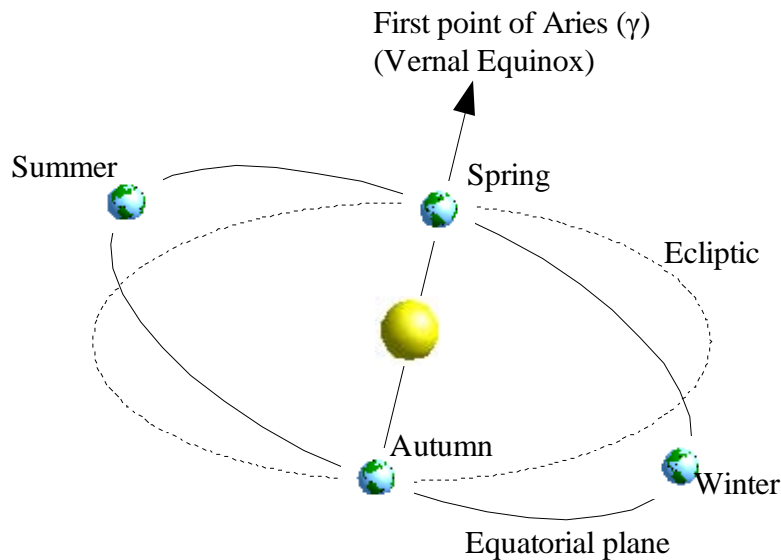 First point of Aries (γ)
(Vernal Equinox)
Summer
Spring
Ecliptic
Autumn
Winter
Equatorial plane